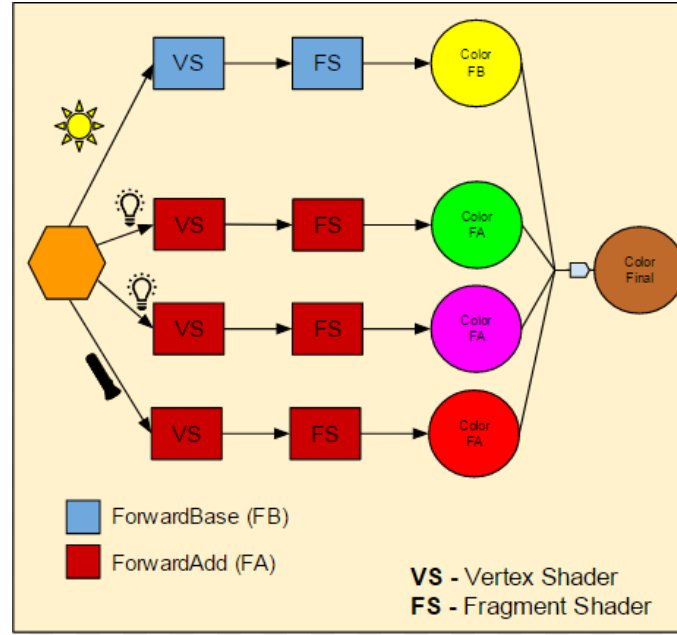 VS
FS
Color
FB
VS
FS
Color
FA
VS
FS
Color
FA
VS
FS
Color
FA
Color
Final
ForwardBase (FB)
ForwardAdd (FA)
VS - Vertex Shader
FS - Fragment Shader